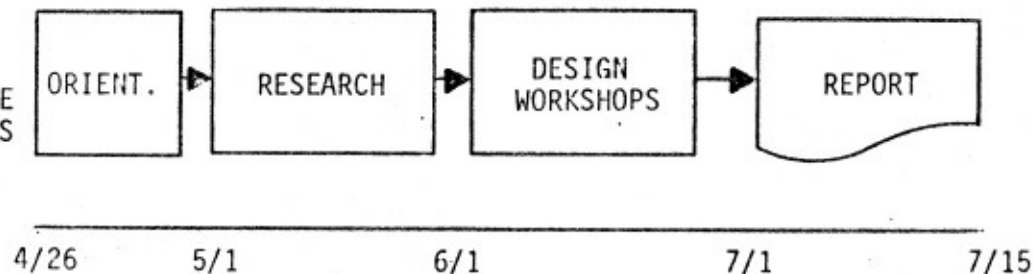 ORIENT.
RESEARCH
DESIGN
WORKSHOPS
REPORT
E
S
4/26
5/1
6/1
7/1
7/15